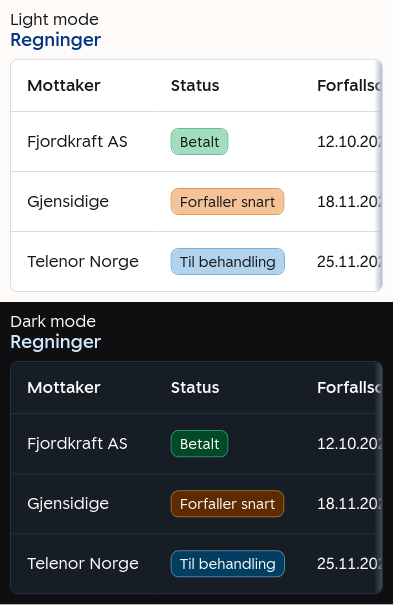 Light mode
Regninger
Mottaker Status
Fjordkraft AS Betalt
Gjensidige Forfaller snart
Telenor Norge Til behandling
Dark mode
Regninger
Mottaker Status
Fjordkraft AS Betalt
Gjensidige Forfaller snart
Telenor Norge Til behandling